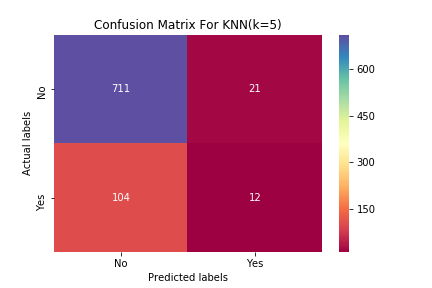 Confusion Matrix For KNN(k=5)
No
711
21
Yes
104
12
Actual labels
No
Yes
Predicted labels
600
450
300
150